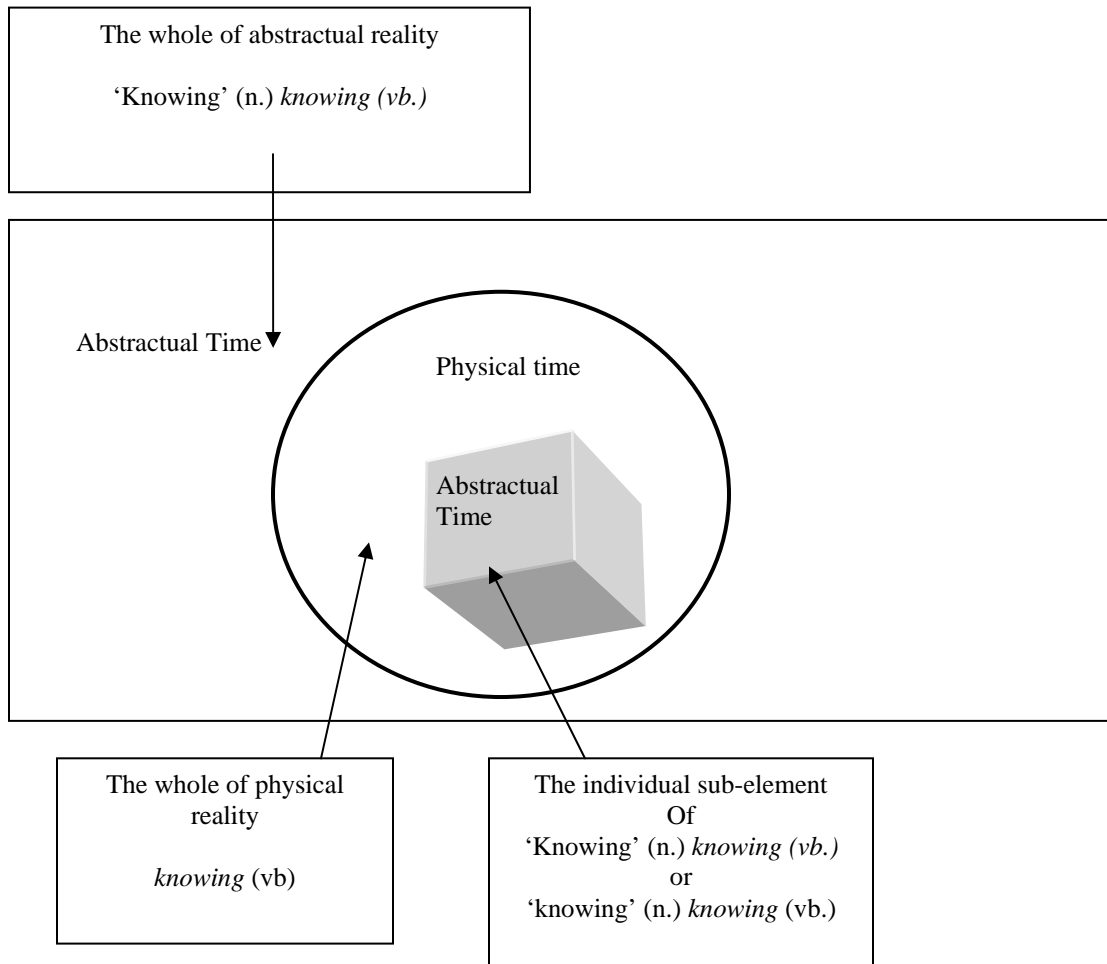 The whole of abstractual reality
‘Knowing’ (n.) knowing (vb.)
Abstractual Time
Physical time
Abstractual
Time
The whole of physical
reality
knowing (vb)
The individual sub-element
Of
‘Knowing’ (n.) knowing (vb.)
or
‘knowing’ (n.) knowing (vb.)